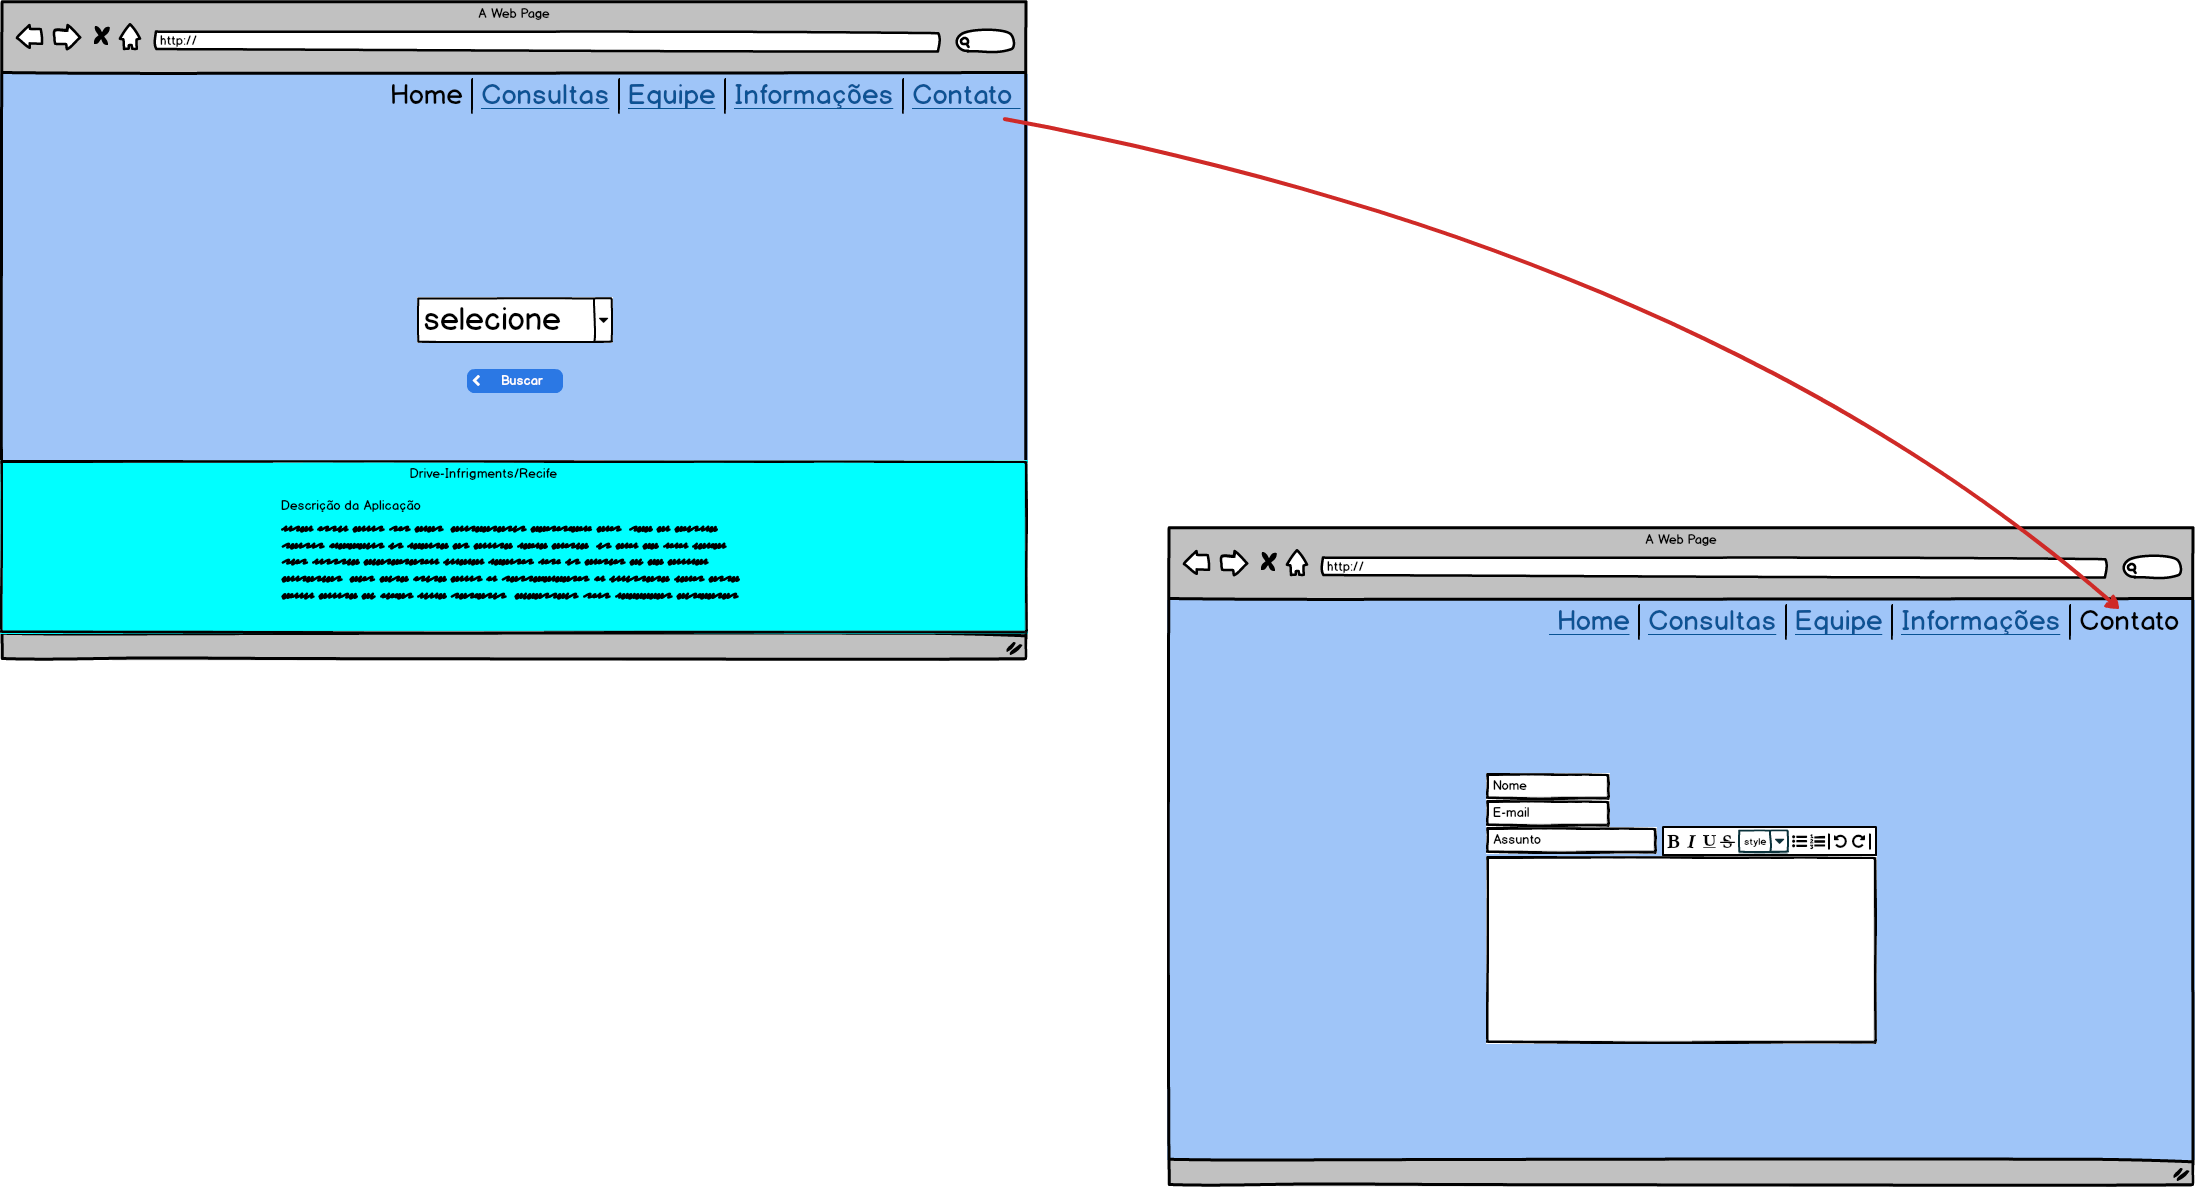 A Web Page
http://
Home Consultas Equipe Informações Contato
selecione
Buscar
Drive-Infrigments/Recife
Descrição da Aplicação
A Web Page
http://
Home Consultas Equipe Informações Contato
Nome
E-mail
Assunto B I U S style